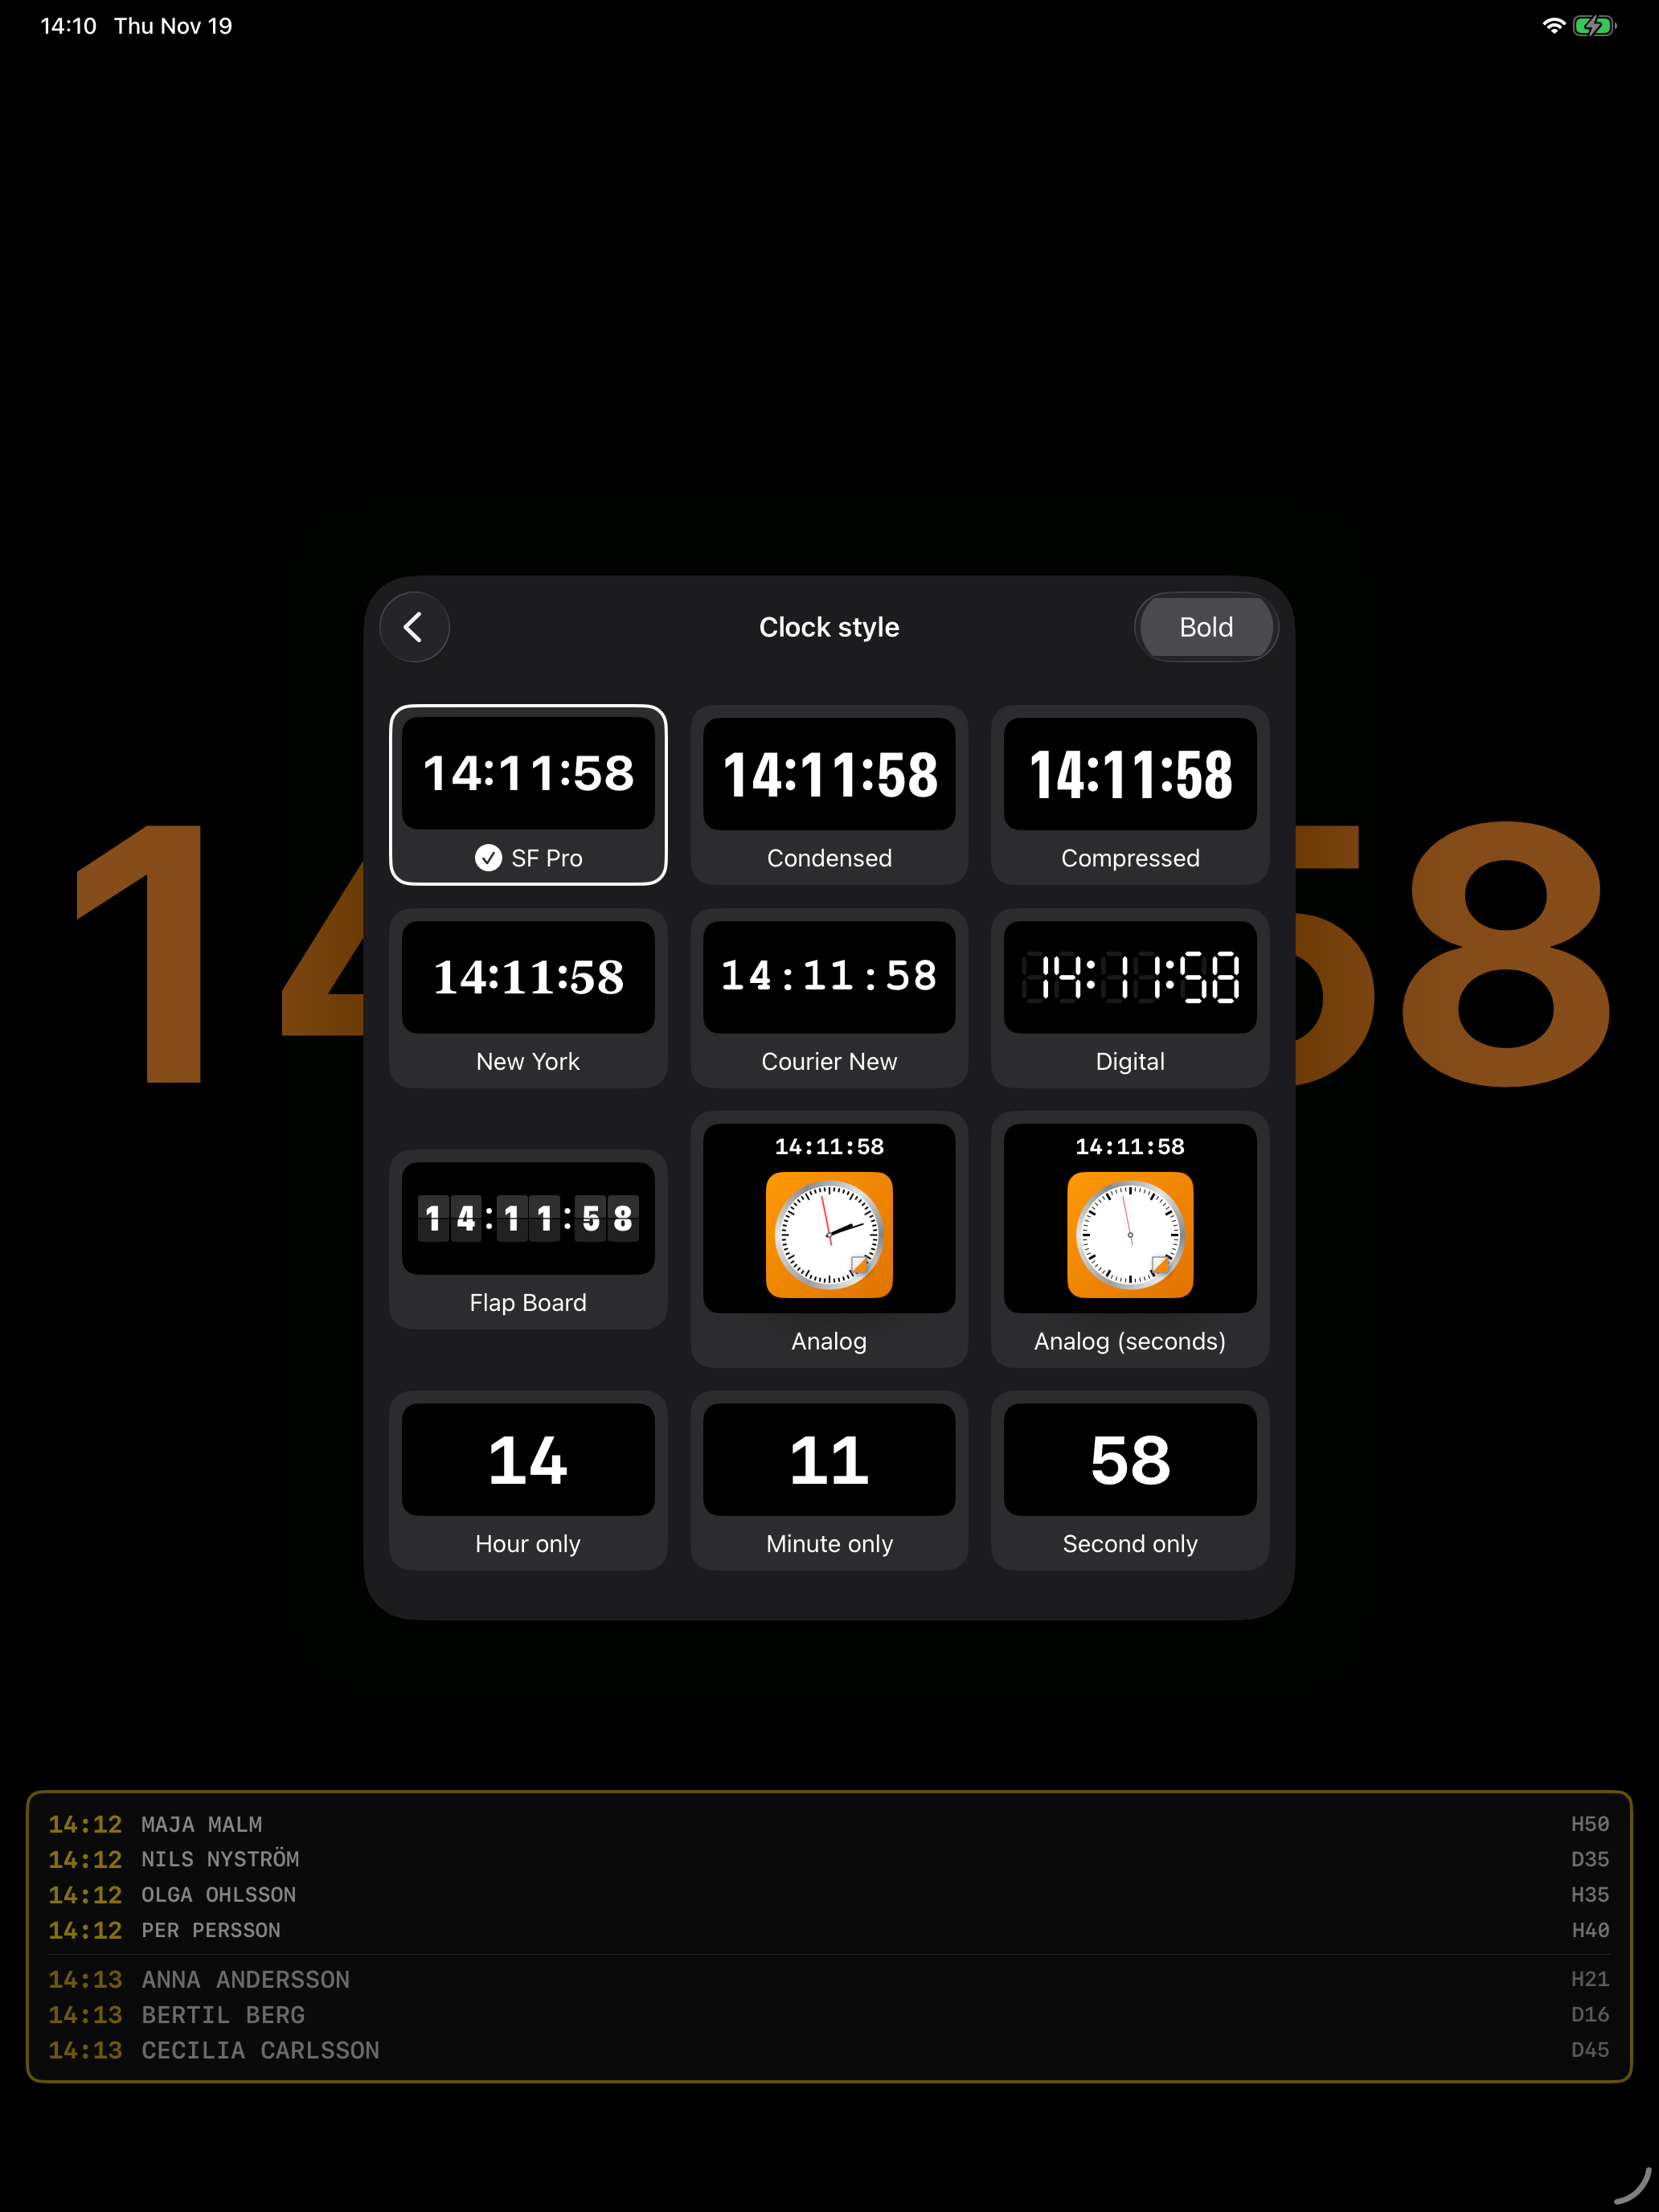 14:10 Thu Nov 19
Clock style
Bold
14:11:58
14:11:58
14:11:58
SF Pro
Condensed
Compressed
14:11:58
14:11:58
14:11:58
New York
Courier New
Digital
14:11:58
14:11:58
14:11:58
Flap Board
Analog
Analog (seconds)
14
11
58
Hour only
Minute only
Second only
14
58
14:12 MAJA MALM H50
14:12 NILS NYSTRÖM D35
14:12 OLGA OHLSSON H35
14:12 PER PERSSON H40
14:13 ANNA ANDERSSON H21
14:13 BERTIL BERG D16
14:13 CECILIA CARLSSON D45